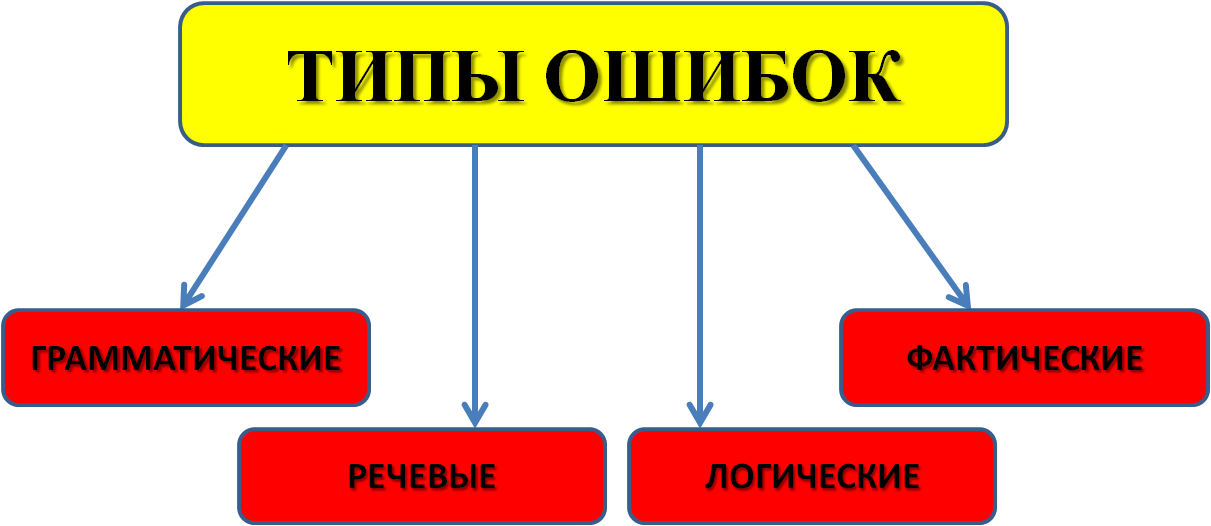 ТИПЫ ОШИБОК
ГРАММАТИЧЕСКИЕ
ФАКТИЧЕСКИЕ
РЕЧЕВЫЕ
ЛОГИЧЕСКИЕ